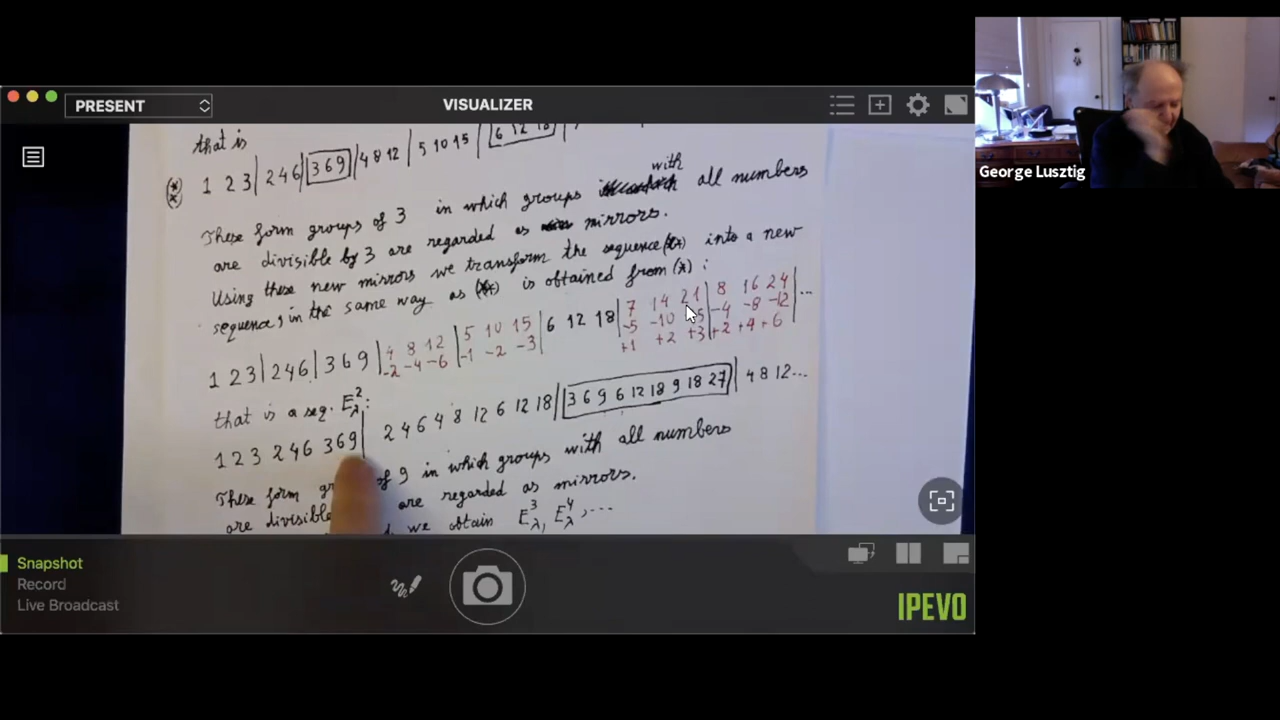 PRESENT
VISUALIZER
George Lusztig
that is
(**) 1 2 3 | 2 4 6 | 3 6 9 | 4 8 12 | 5 10 15 | 6 12 18
These form groups of 3 in which groups with all numbers
are divisible by 3 are regarded as mirrors.
Using these new mirrors we transform the sequence (**) into a new
sequence, in the same way as (**) is obtained from (*) :
1 2 3 | 2 4 6 | 3 6 9 | 4 8 12 | 5 10 15 | 6 12 18 | 7 14 21 | 8 16 24 | ...
-2 -4 -6 | -1 -2 -3 | -5 -10 -15 | -4 -8 -12
+1 +2 +3 | +2 +4 +6
that is a seq. E²_λ:
1 2 3 2 4 6 3 6 9 | 2 4 6 4 8 12 6 12 18 | 3 6 9 6 12 18 9 18 27 | 4 8 12 ...
These form of 9 in which groups with all numbers
are divisible are regarded as mirrors.
we obtain E³_λ, E⁴_λ, ...
Snapshot
Record
Live Broadcast
IPEVO